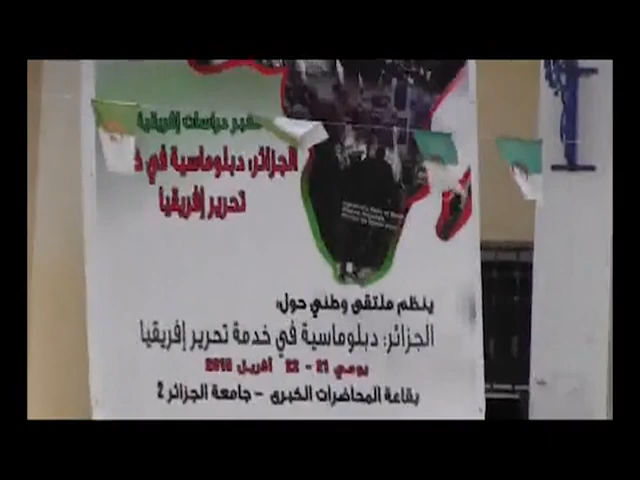 مخبر دراسات إفريقية
الجزائر، دبلوماسية في خ
تحرير إفريقيا
ينظم ملتقى وطني حول:
الجزائر: دبلوماسية في خدمة تحرير إفريقيا
يومي 21 - 22 أفريل
بقاعة المحاضرات الكبرى - جامعة الجزائر 2